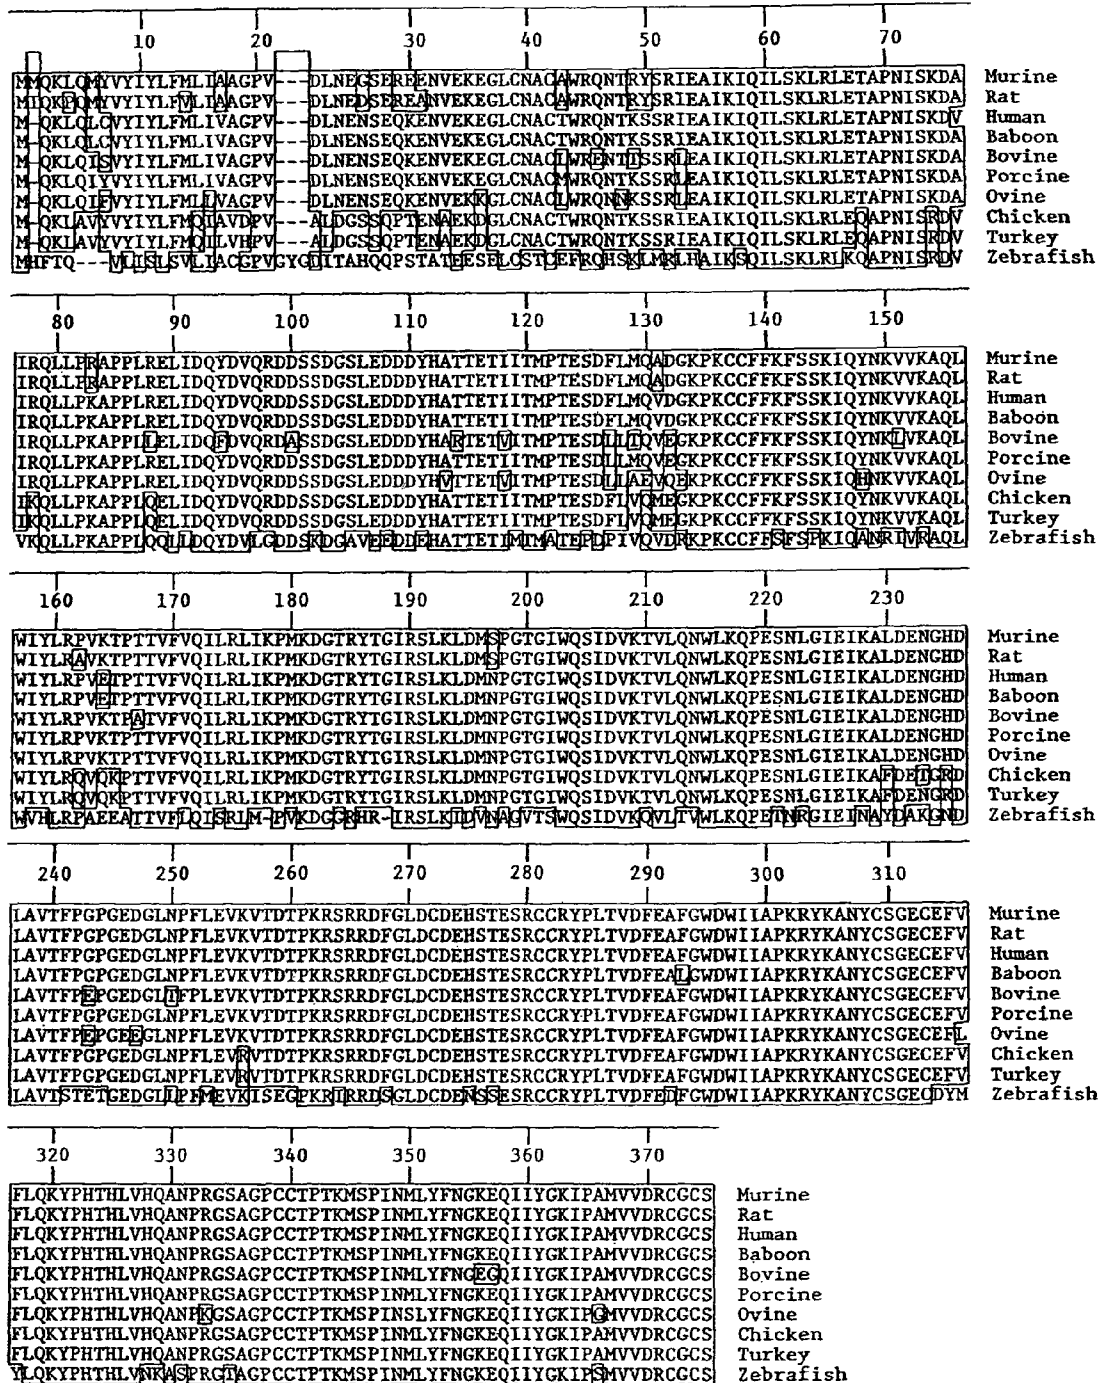 10 20 30 40 50 60 70
MMQKLQMYVYIYLFMLIAAGPV---DLNEGSEREENVEKEGLCNACAWRQNTRYSRIEAIKIQILSKLRLETAPNISKDA Murine
MIQKPQMYVYIYLFVLIAAGPV---DLNEDSEREANVEKEGLCNACAWRQNTRYSRIEAIKIQILSKLRLETAPNISKDA Rat
M-QKLQLCVYIYLFMLIVAGPV---DLNENSEQKENVEKEGLCNACTWRQNTKSSRIEAIKIQILSKLRLETAPNISKDV Human
M-QKLQLCVYIYLFMLIVAGPV---DLNENSEQKENVEKEGLCNACTWRQNTKSSRIEAIKIQILSKLRLETAPNISKDA Baboon
M-QKLQISVYIYLFMLIVAGPV---DLNENSEQKENVEKEGLCNACMWRENTTSSRLEAIKIQILSKLRLETAPNISKDA Bovine
M-QKLQIYVYIYLFMLIVAGPV---DLNENSEQKENVEKEGLCNACMWRQNTKSSRIEAIKIQILSKLRLETAPNISKDA Porcine
M-QKLQIFVYIYLFMLLVAGPV---DLNENSEQKENVEKKGLCNACLWRQNNKSSRLEAIKIQILSKLRLETAPNISKDA Ovine
M-QKLAVYVYIYLFMQIAVDPV---ALDGSSQPTENAEKDGLCNACTWRQNTKSSRIEAIKIQILSKLRLEQAPNISRDV Chicken
M-QKLAVYVYIYLFMQILVHPV---ALDGSSQPTENAEKDGLCNACTWRQNTKSSRIEAIKIQILSKLRLEQAPNISRDV Turkey
MHFTQ---VLISLSVLIACGPVGYGDITAHQQPSTATEESELCSTCEFRQHSKLMRLHAIKSQILSKLRLKQAPNISRDV Zebrafish
80 90 100 110 120 130 140 150
IRQLLPRAPPLRELIDQYDVQRDDSSDGSLEDDDYHATTETIITMPTESDFLMQADGKPKCCFFKFSSKIQYNKVVKAQL Murine
IRQLLPRAPPLRELIDQYDVQRDDSSDGSLEDDDYHATTETIITMPTESDFLMQADGKPKCCFFKFSSKIQYNKVVKAQL Rat
IRQLLPKAPPLRELIDQYDVQRDDSSDGSLEDDDYHATTETIITMPTESDFLMQVDGKPKCCFFKFSSKIQYNKVVKAQL Human
IRQLLPKAPPLRELIDQYDVQRDDSSDGSLEDDDYHATTETIITMPTESDFLMQVDGKPKCCFFKFSSKIQYNKVVKAQL Baboon
IRQLLPKAPPLLELIDQFDVQRDASSDGSLEDDDYHARTETVITMPTESDLLTQVEGKPKCCFFKFSSKIQYNKLVKAQL Bovine
IRQLLPKAPPLRELIDQYDVQRDDSSDGSLEDDDYHATTETIITMPTESDLLMQVEGKPKCCFFKFSSKIQYNKVVKAQL Porcine
IRQLLPKAPPLRELIDQYDVQRDDSSDGSLEDDDYHVTTETVITMPTESDLLAEVQEKPKCCFFKFSSKIQHNKVVKAQL Ovine
IKQLLPKAPPLQELIDQYDVQRDDSSDGSLEDDDYHATTETIITMPTESDFLVQMEGKPKCCFFKFSSKIQYNKVVKAQL Chicken
IKQLLPKAPPLQELIDQYDVQRDDSSDGSLEDDDYHATTETIITMPTESDFLVQMEGKPKCCFFKFSSKIQYNKVVKAQL Turkey
VKQLLPKAPPLQQLLDQYDVLGDDSKDGAVEEDDEHATTETIMTMATEPDPIVQVDRKPKCCFFSFSPKIQANRIVRAQL Zebrafish
160 170 180 190 200 210 220 230
WIYLRPVKTPTTVFVQILRLIKPMKDGTRYTGIRSLKLDMSPGTGIWQSIDVKTVLQNWLKQPESNLGIEIKALDENGHD Murine
WIYLRAVKTPTTVFVQILRLIKPMKDGTRYTGIRSLKLDMSPGTGIWQSIDVKTVLQNWLKQPESNLGIEIKALDENGHD Rat
WIYLRPVETPTTVFVQILRLIKPMKDGTRYTGIRSLKLDMNPGTGIWQSIDVKTVLQNWLKQPESNLGIEIKALDENGHD Human
WIYLRPVETPTTVFVQILRLIKPMKDGTRYTGIRSLKLDMNPGTGIWQSIDVKTVLQNWLKQPESNLGIEIKALDENGHD Baboon
WIYLRPVKTPATVFVQILRLIKPMKDGTRYTGIRSLKLDMNPGTGIWQSIDVKTVLQNWLKQPESNLGIEIKALDENGHD Bovine
WIYLRPVKTPTTVFVQILRLIKPMKDGTRYTGIRSLKLDMNPGTGIWQSIDVKTVLQNWLKQPESNLGIEIKALDENGHD Porcine
WIYLRPVKTPTTVFVQILRLIKPMKDGTRYTGIRSLKLDMNPGTGIWQSIDVKTVLQNWLKQPESNLGIEIKALDENGHD Ovine
WIYLRQVQKPTTVFVQILRLIKPMKDGTRYTGIRSLKLDMNPGTGIWQSIDVKTVLQNWLKQPESNLGIEIKAFDETGRD Chicken
WIYLRQVQKPTTVFVQILRLIKPMKDGTRYTGIRSLKLDMNPGTGIWQSIDVKTVLQNWLKQPESNLGIEIKAFDENGRD Turkey
WVHLRPAEEATTVFLQISRLM-PVKDGGRHR-IRSLKIDVNAGVTSWQSIDVKQVLTVWLKQPETNRGIEINAYDAKGND Zebrafish
240 250 260 270 280 290 300 310
LAVTFPGPGEDGLNPFLEVKVTDTPKRSRRDFGLDCDEHSTESRCCRYPLTVDFEAFGWDWIIAPKRYKANYCSGECEFV Murine
LAVTFPGPGEDGLNPFLEVKVTDTPKRSRRDFGLDCDEHSTESRCCRYPLTVDFEAFGWDWIIAPKRYKANYCSGECEFV Rat
LAVTFPGPGEDGLNPFLEVKVTDTPKRSRRDFGLDCDEHSTESRCCRYPLTVDFEAFGWDWIIAPKRYKANYCSGECEFV Human
LAVTFPGPGEDGLNPFLEVKVTDTPKRSRRDFGLDCDEHSTESRCCRYPLTVDFEALGWDWIIAPKRYKANYCSGECEFV Baboon
LAVTFPEPGEDGLTPFLEVKVTDTPKRSRRDFGLDCDEHSTESRCCRYPLTVDFEAFGWDWIIAPKRYKANYCSGECEFV Bovine
LAVTFPGPGEDGLNPFLEVKVTDTPKRSRRDFGLDCDEHSTESRCCRYPLTVDFEAFGWDWIIAPKRYKANYCSGECEFV Porcine
LAVTFPEPGEEGLNPFLEVKVTDTPKRSRRDFGLDCDEHSTESRCCRYPLTVDFEAFGWDWIIAPKRYKANYCSGECEFL Ovine
LAVTFPGPGEDGLNPFLEVRVTDTPKRSRRDFGLDCDEHSTESRCCRYPLTVDFEAFGWDWIIAPKRYKANYCSGECEFV Chicken
LAVTFPGPGEDGLNPFLEVRVTDTPKRSRRDFGLDCDEHSTESRCCRYPLTVDFEAFGWDWIIAPKRYKANYCSGECEFV Turkey
LAVTSTETGEDGLLPFMEVKISEGPKRIRRDSGLDCDENSSESRCCRYPLTVDFEDFGWDWIIAPKRYKANYCSGECDYM Zebrafish
320 330 340 350 360 370
FLQKYPHTHLVHQANPRGSAGPCCTPTKMSPINMLYFNGKEQIIYGKIPAMVVDRCGCS Murine
FLQKYPHTHLVHQANPRGSAGPCCTPTKMSPINMLYFNGKEQIIYGKIPAMVVDRCGCS Rat
FLQKYPHTHLVHQANPRGSAGPCCTPTKMSPINMLYFNGKEQIIYGKIPAMVVDRCGCS Human
FLQKYPHTHLVHQANPRGSAGPCCTPTKMSPINMLYFNGKEQIIYGKIPAMVVDRCGCS Baboon
FLQKYPHTHLVHQANPRGSAGPCCTPTKMSPINMLYFNGEGQIIYGKIPAMVVDRCGCS Bovine
FLQKYPHTHLVHQANPRGSAGPCCTPTKMSPINMLYFNGKEQIIYGKIPAMVVDRCGCS Porcine
FLQKYPHTHLVHQANPKGSAGPCCTPTKMSPINSLYFNGKEQIIYGKIPGMVVDRCGCS Ovine
FLQKYPHTHLVHQANPRGSAGPCCTPTKMSPINMLYFNGKEQIIYGKIPAMVVDRCGCS Chicken
FLQKYPHTHLVHQANPRGSAGPCCTPTKMSPINMLYFNGKEQIIYGKIPAMVVDRCGCS Turkey
YLQKYPHTHLVNKASPRGTAGPCCTPTKMSPINMLYFNGKEQIIYGKIPSMVVDRCGCS Zebrafish